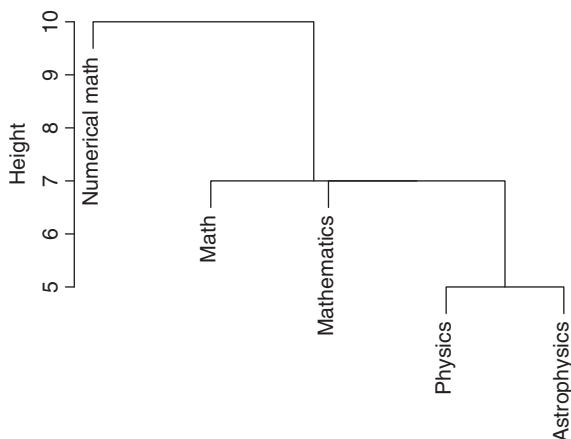 Height
10
9
8
7
6
5
Numerical math
Math
Mathematics
Physics
Astrophysics